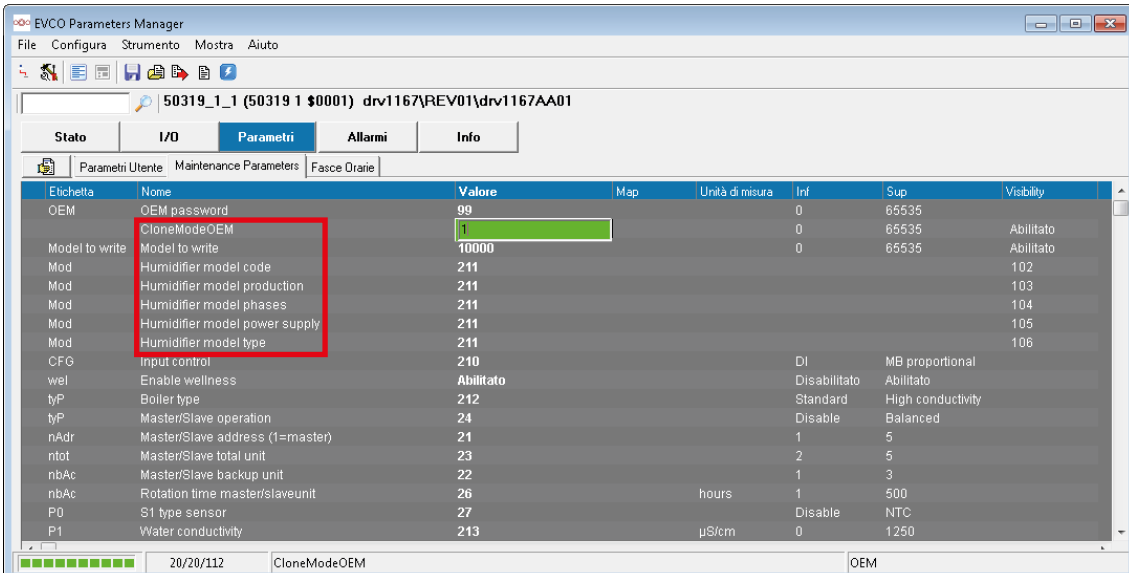 EVCO Parameters Manager
File Configura Strumento Mostra Aiuto
50319_1_1 (50319 1 $0001) drv1167\REV01\drv1167AA01
Stato I/O Parametri Allarmi Info
Parametri Utente Maintenance Parameters Fasce Orarie
Etichetta Nome Valore Map Unità di misura Inf Sup Visibility
OEM OEM password 99 0 65535
CloneModeOEM 1 0 65535 Abilitato
Model to write Model to write 10000 0 65535 Abilitato
Mod Humidifier model code 211 102
Mod Humidifier model production 211 103
Mod Humidifier model phases 211 104
Mod Humidifier model power supply 211 105
Mod Humidifier model type 211 106
CFG Input control 210 DI MB proportional
wel Enable wellness Abilitato Disabilitato Abilitato
tyP Boiler type 212 Standard High conductivity
tyP Master/Slave operation 24 Disable Balanced
nAdr Master/Slave address (1=master) 21 1 5
ntot Master/Slave total unit 23 2 5
nbAc Master/Slave backup unit 22 1 3
nbAc Rotation time master/slaveunit 26 hours 1 500
P0 S1 type sensor 27 Disable NTC
P1 Water conductivity 213 µS/cm 0 1250
20/20/112 CloneModeOEM OEM